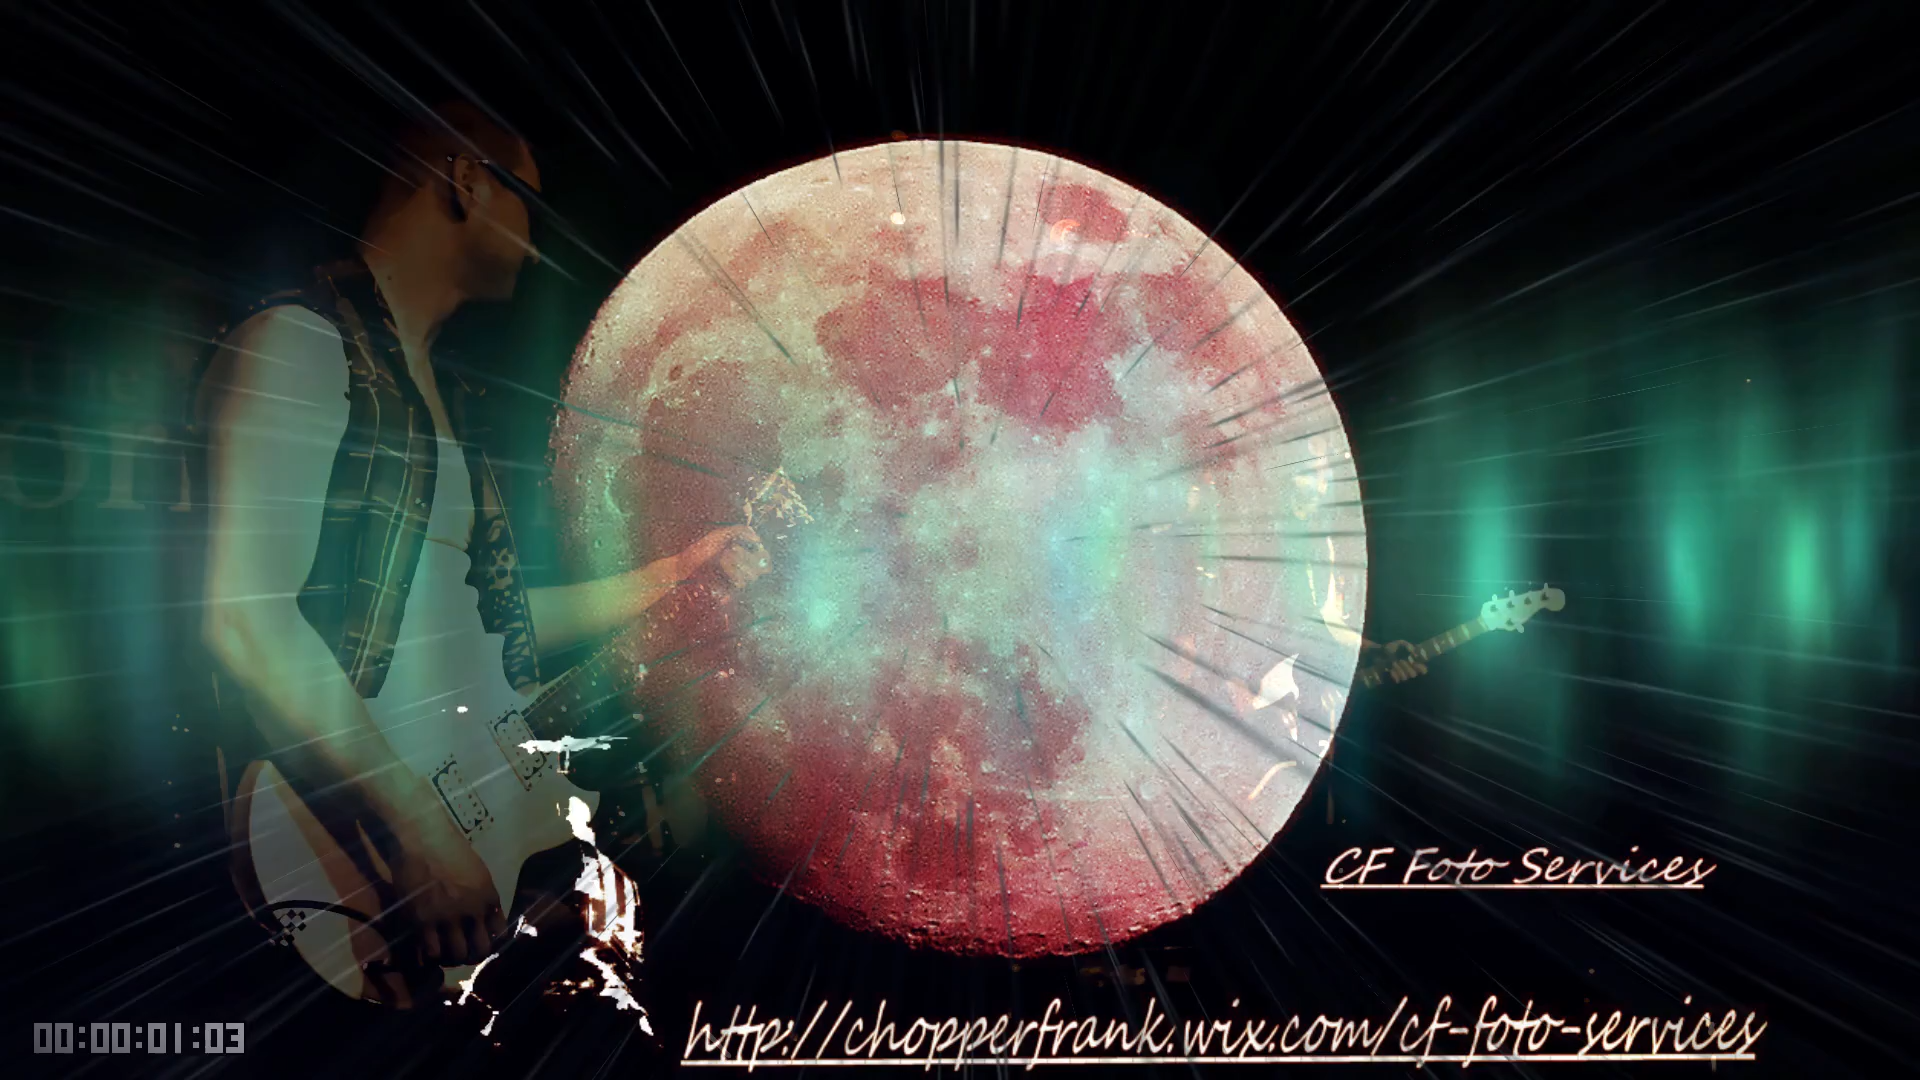 CF Foto Services
http://chopperfrank.wix.com/cf-foto-services
00:00:01:03